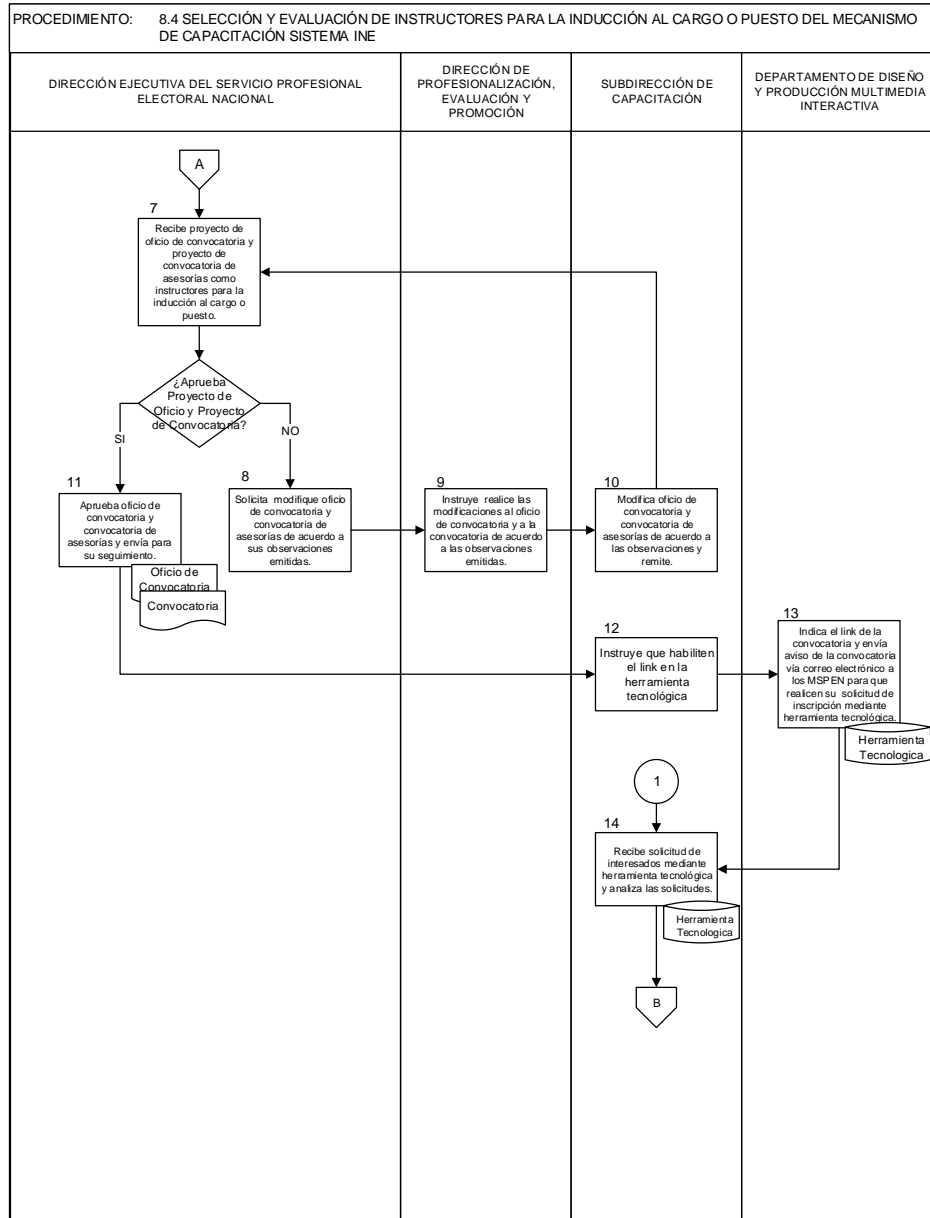 PROCEDIMIENTO: 8.4 SELECCIÓN Y EVALUACIÓN DE INSTRUCTORES PARA LA INDUCCIÓN AL CARGO O PUESTO DEL MECANISMO
DE CAPACITACIÓN SISTEMA INE
DIRECCIÓN EJECUTIVA DEL SERVICIO PROFESIONAL
ELECTORAL NACIONAL
DIRECCIÓN DE
PROFESIONALIZACIÓN,
EVALUACIÓN Y
PROMOCIÓN
SUBDIRECCIÓN DE
CAPACITACIÓN
DEPARTAMENTO DE DISEÑO
Y PRODUCCIÓN MULTIMEDIA
INTERACTIVA
A
7
Recibe proyecto de
oficio de convocatoria y
proyecto de
convocatoria de
asesorías como
instructores para la
inducción al cargo o
puesto.
¿Aprueba
Proyecto de
Oficio y Proyecto
de Convocatoria?
SI
NO
11
Aprueba oficio de
convocatoria y
convocatoria de
asesorías y envía para
su seguimiento.
Oficio de
Convocatoria
Convocatoria
8
Solicita modifique oficio
de convocatoria y
convocatoria de
asesorías de acuerdo a
sus observaciones
emitidas.
9
Instruye realice las
modificaciones al oficio
de convocatoria y a la
convocatoria de acuerdo
a las observaciones
emitidas.
10
Modifica oficio de
convocatoria y
convocatoria de
asesorías de acuerdo a
las observaciones y
remite.
12
Instruye que habiliten
el link en la
herramienta
tecnológica
13
Indica el link de la
convocatoria y envía
aviso de la convocatoria
vía correo electrónico a
los MSPEN para que
realicen su solicitud de
inscripción mediante
herramienta tecnológica.
Herramienta
Tecnologica
1
14
Recibe solicitud de
interesados mediante
herramienta tecnológica
y analiza las solicitudes.
Herramienta
Tecnologica
B